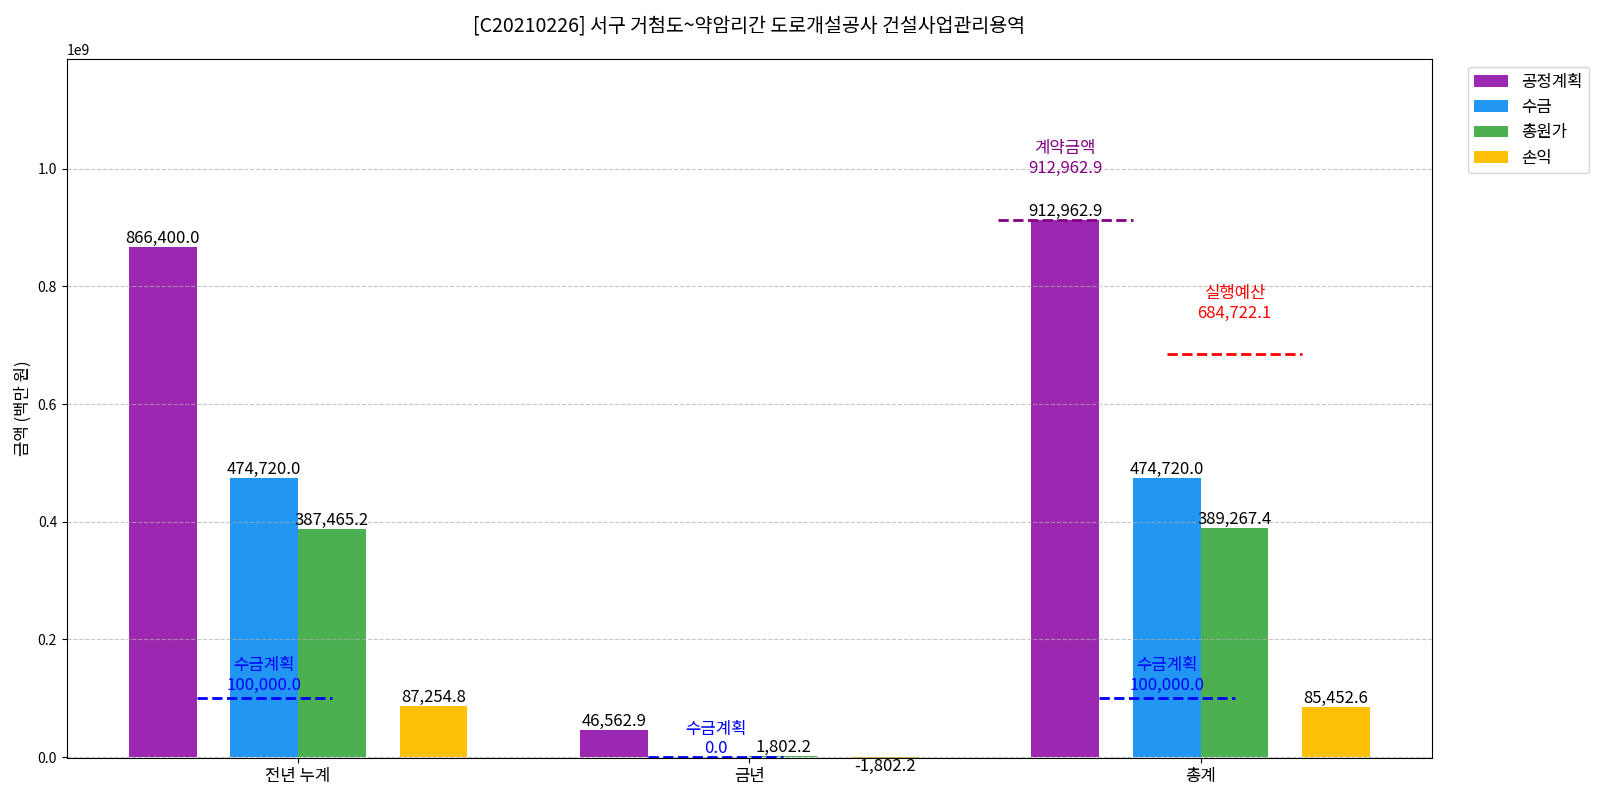 [C20210226] 서구 거첨도~약암리간 도로개설공사 건설사업관리용역
1e9
공정계획
수금
총원가
손익
계약금액
912,962.9
1.0
912,962.9
866,400.0
실행예산
684,722.1
0.8
금액 (백만 원)
0.6
474,720.0
474,720.0
387,465.2
389,267.4
0.4
0.2
수금계획
100,000.0
수금계획
100,000.0
87,254.8
85,452.6
46,562.9
수금계획
0.0
1,802.2
-1,802.2
0.0
전년 누계
금년
총계